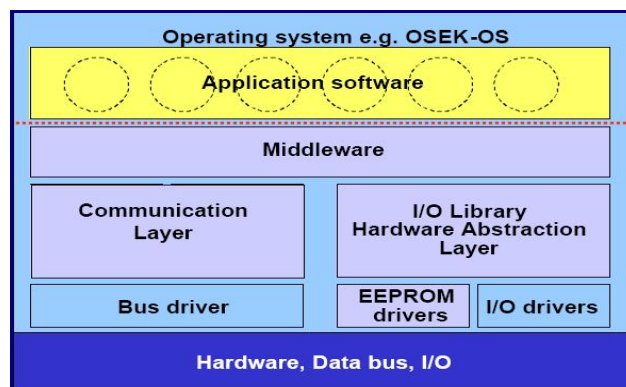 Operating system e.g. OSEK-OS
Application software
Middleware
Communication
Layer
I/O Library
Hardware Abstraction
Layer
Bus driver
EEPROM
drivers
I/O drivers
Hardware, Data bus, I/O